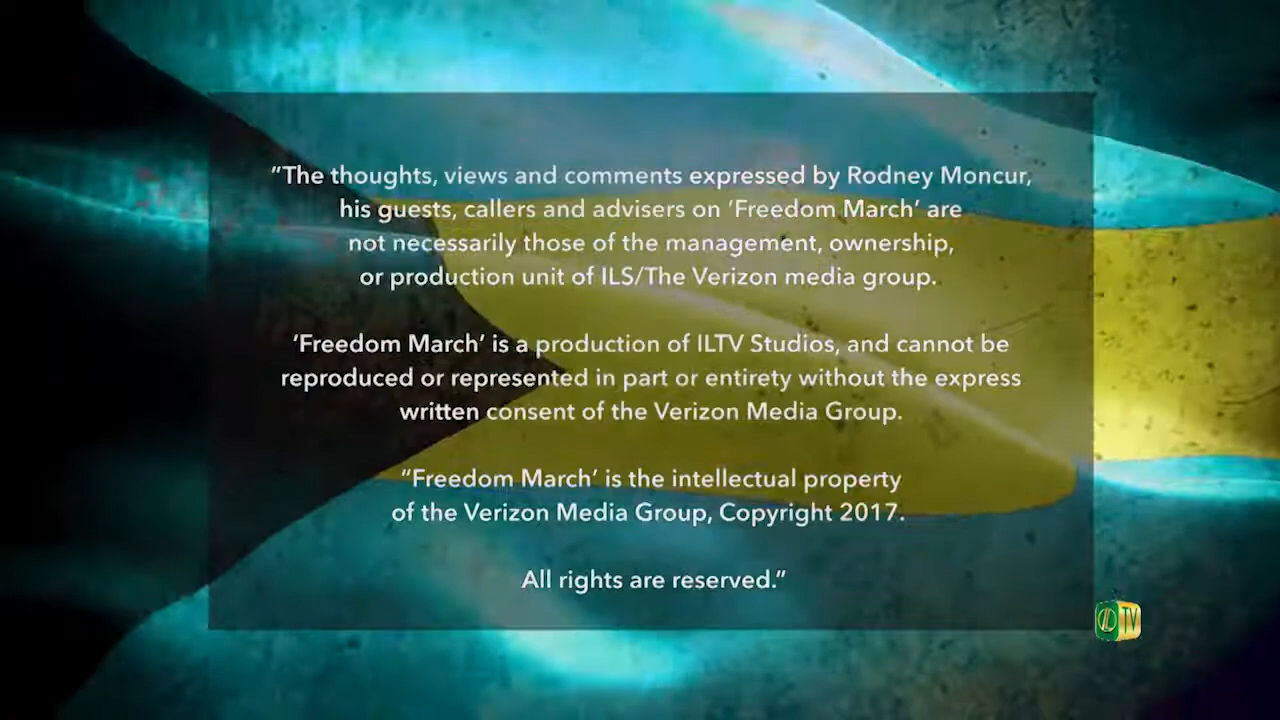 “The thoughts, views and comments expressed by Rodney Moncur,
his guests, callers and advisers on ‘Freedom March’ are
not necessarily those of the management, ownership,
or production unit of ILS/The Verizon media group.
‘Freedom March’ is a production of ILTV Studios, and cannot be
reproduced or represented in part or entirety without the express
written consent of the Verizon Media Group.
“Freedom March’ is the intellectual property
of the Verizon Media Group, Copyright 2017.
All rights are reserved.”
IL TV